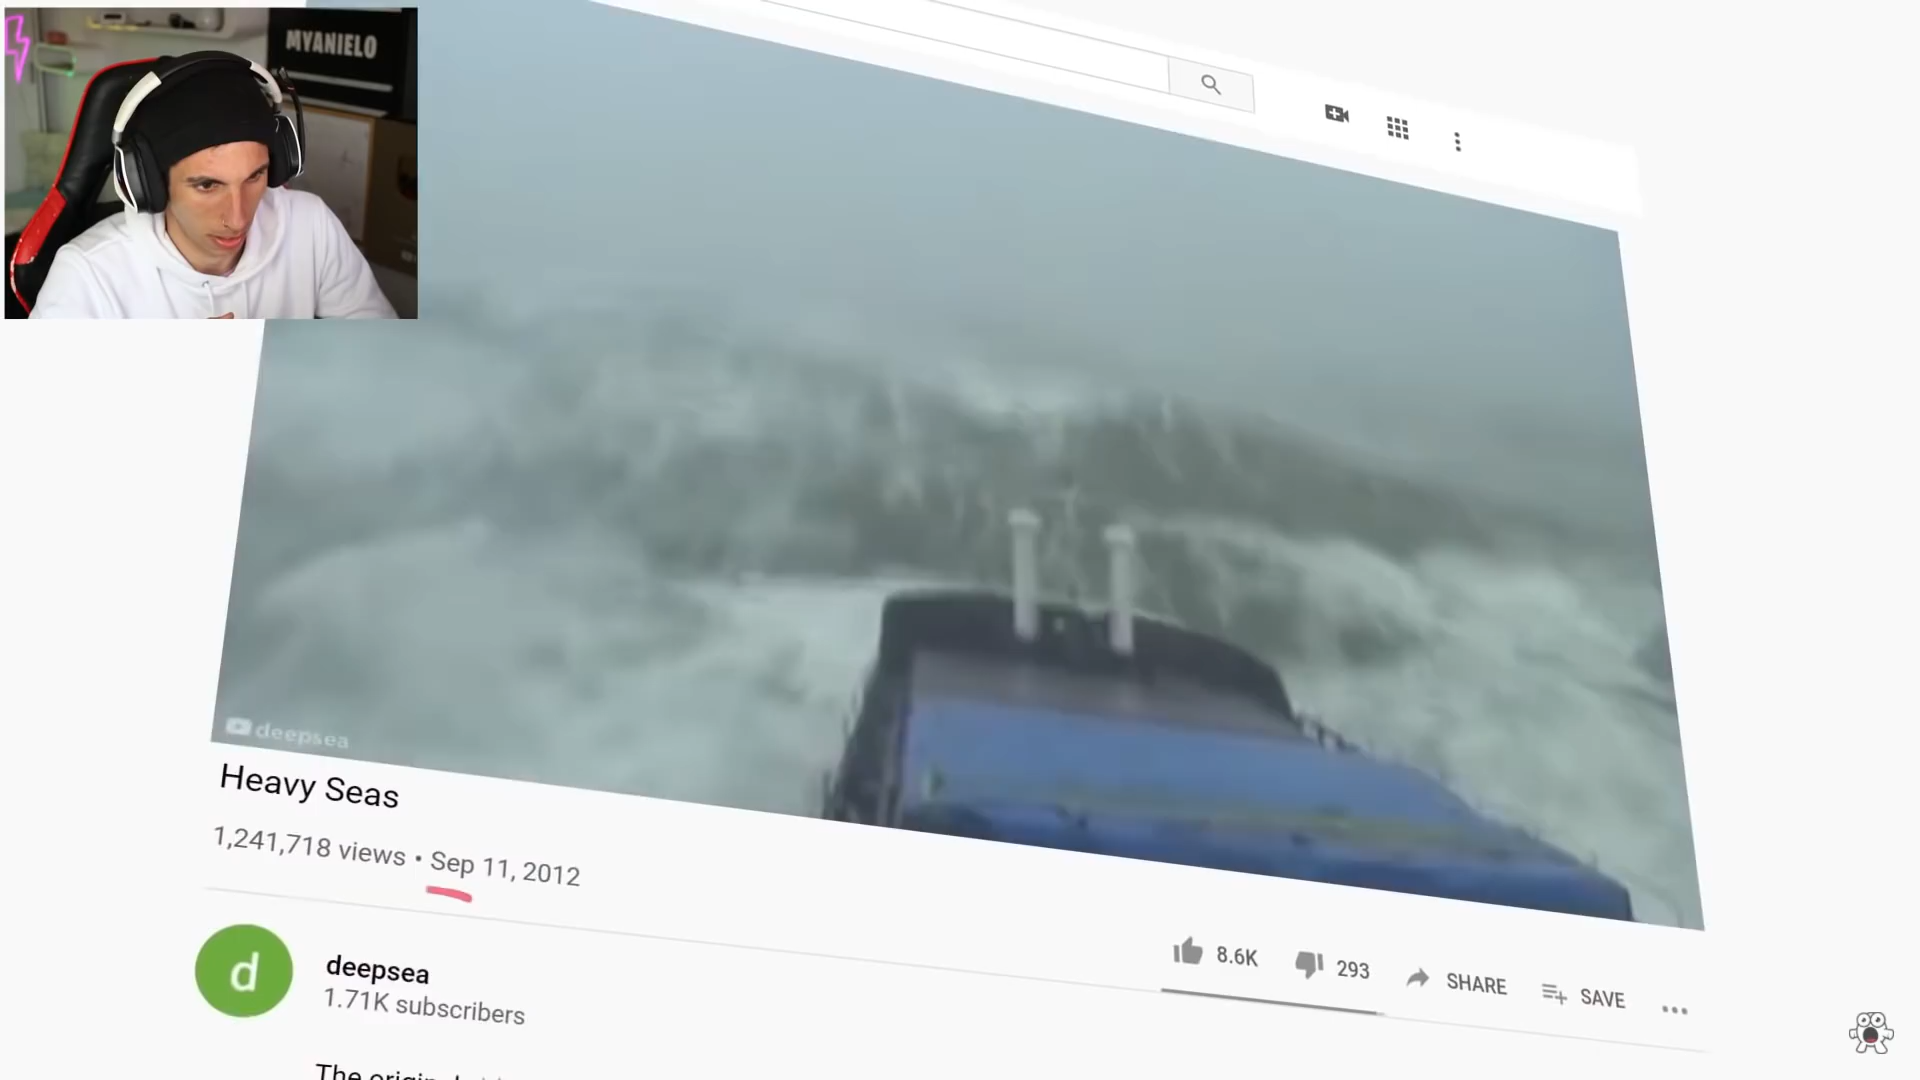 MYANIELO
deepsea
Heavy Seas
1,241,718 views • Sep 11, 2012
8.6K
293
SHARE
SAVE
d
deepsea
1.71K subscribers
The